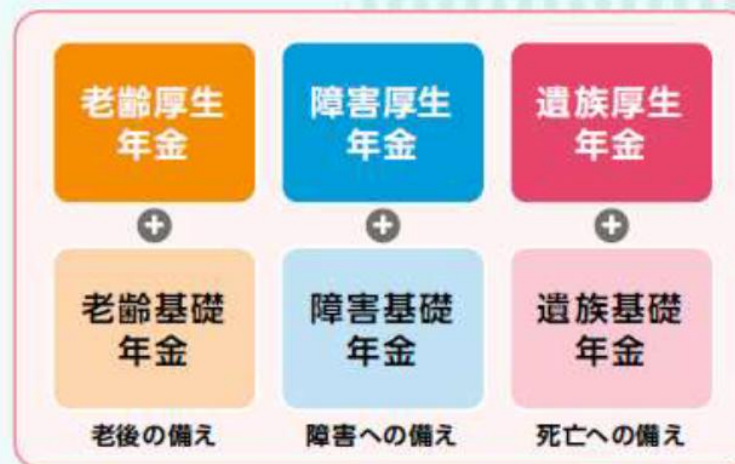 老齢厚生
年金
障害厚生
年金
遺族厚生
年金
+
+
+
老齢基礎
年金
障害基礎
年金
遺族基礎
年金
老後の備え
障害への備え
死亡への備え